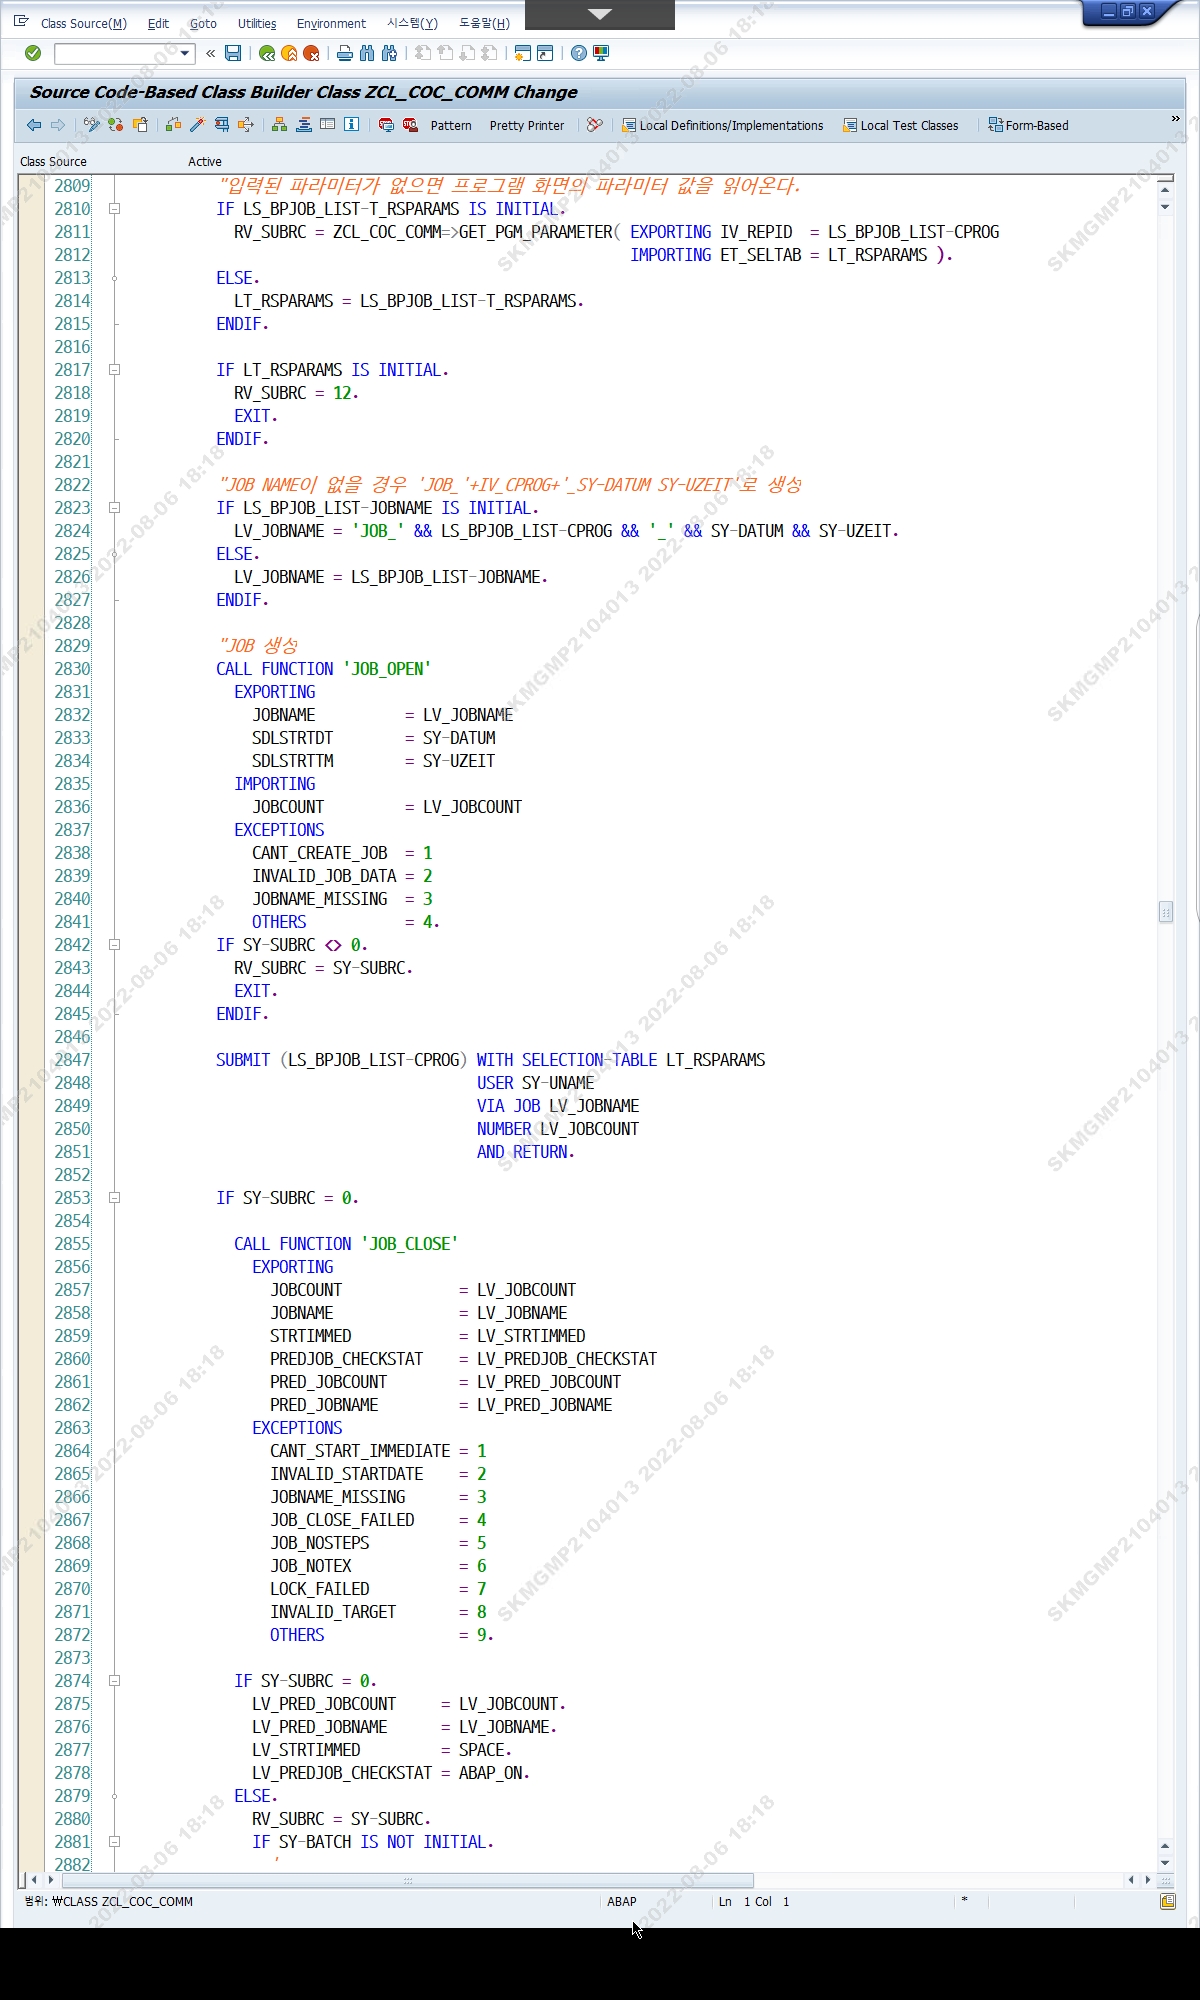 Class Source(M) Edit Goto Utilities Environment 시스템(Y) 도움말(H)
Source Code-Based Class Builder Class ZCL_COC_COMM Change
Pattern Pretty Printer Local Definitions/Implementations Local Test Classes Form-Based
Class Source Active
2809 "입력된 파라미터가 없으면 프로그램 화면의 파라미터 값을 읽어온다.
2810 IF LS_BPJOB_LIST-T_RSPARAMS IS INITIAL.
2811 RV_SUBRC = ZCL_COC_COMM=>GET_PGM_PARAMETER( EXPORTING IV_REPID = LS_BPJOB_LIST-CPROG
2812 IMPORTING ET_SELTAB = LT_RSPARAMS ).
2813 ELSE.
2814 LT_RSPARAMS = LS_BPJOB_LIST-T_RSPARAMS.
2815 ENDIF.
2816
2817 IF LT_RSPARAMS IS INITIAL.
2818 RV_SUBRC = 12.
2819 EXIT.
2820 ENDIF.
2821
2822 "JOB NAME이 없을 경우 'JOB_'+IV_CPROG+'_SY-DATUM SY-UZEIT'로 생성
2823 IF LS_BPJOB_LIST-JOBNAME IS INITIAL.
2824 LV_JOBNAME = 'JOB_' && LS_BPJOB_LIST-CPROG && '_' && SY-DATUM && SY-UZEIT.
2825 ELSE.
2826 LV_JOBNAME = LS_BPJOB_LIST-JOBNAME.
2827 ENDIF.
2828
2829 "JOB 생성
2830 CALL FUNCTION 'JOB_OPEN'
2831 EXPORTING
2832 JOBNAME = LV_JOBNAME
2833 SDLSTRTDT = SY-DATUM
2834 SDLSTRTTM = SY-UZEIT
2835 IMPORTING
2836 JOBCOUNT = LV_JOBCOUNT
2837 EXCEPTIONS
2838 CANT_CREATE_JOB = 1
2839 INVALID_JOB_DATA = 2
2840 JOBNAME_MISSING = 3
2841 OTHERS = 4.
2842 IF SY-SUBRC <> 0.
2843 RV_SUBRC = SY-SUBRC.
2844 EXIT.
2845 ENDIF.
2846
2847 SUBMIT (LS_BPJOB_LIST-CPROG) WITH SELECTION-TABLE LT_RSPARAMS
2848 USER SY-UNAME
2849 VIA JOB LV_JOBNAME
2850 NUMBER LV_JOBCOUNT
2851 AND RETURN.
2852
2853 IF SY-SUBRC = 0.
2854
2855 CALL FUNCTION 'JOB_CLOSE'
2856 EXPORTING
2857 JOBCOUNT = LV_JOBCOUNT
2858 JOBNAME = LV_JOBNAME
2859 STRTIMMED = LV_STRTIMMED
2860 PREDJOB_CHECKSTAT = LV_PREDJOB_CHECKSTAT
2861 PRED_JOBCOUNT = LV_PRED_JOBCOUNT
2862 PRED_JOBNAME = LV_PRED_JOBNAME
2863 EXCEPTIONS
2864 CANT_START_IMMEDIATE = 1
2865 INVALID_STARTDATE = 2
2866 JOBNAME_MISSING = 3
2867 JOB_CLOSE_FAILED = 4
2868 JOB_NOSTEPS = 5
2869 JOB_NOTEX = 6
2870 LOCK_FAILED = 7
2871 INVALID_TARGET = 8
2872 OTHERS = 9.
2873
2874 IF SY-SUBRC = 0.
2875 LV_PRED_JOBCOUNT = LV_JOBCOUNT.
2876 LV_PRED_JOBNAME = LV_JOBNAME.
2877 LV_STRTIMMED = SPACE.
2878 LV_PREDJOB_CHECKSTAT = ABAP_ON.
2879 ELSE.
2880 RV_SUBRC = SY-SUBRC.
2881 IF SY-BATCH IS NOT INITIAL.
2882 '
범위: ₩CLASS ZCL_COC_COMM ABAP Ln 1 Col 1 *
SKMGMP2104013 2022-08-06 18:18